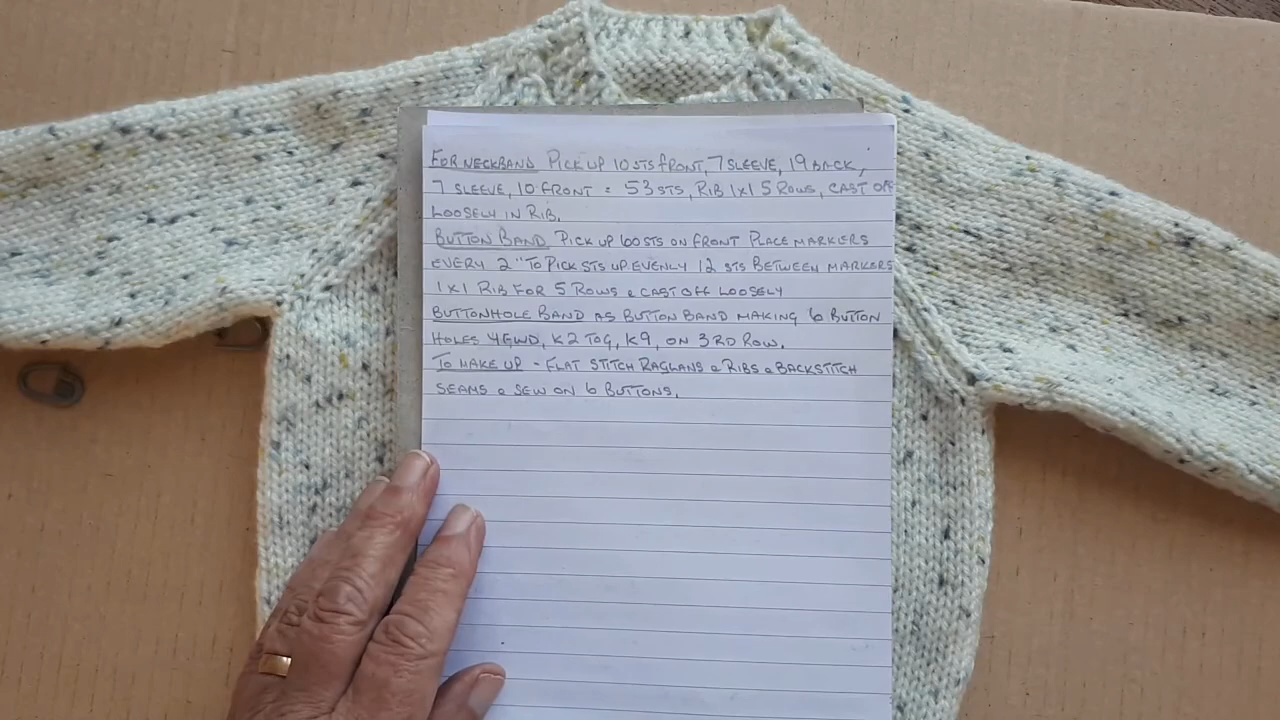 FOR NECKBAND PICK UP 10 STS FRONT, 7 SLEEVE, 19 BACK,
7 SLEEVE, 10 FRONT = 53 STS, RIB 1X1 5 ROWS, CAST OFF
LOOSELY IN RIB.
BUTTON BAND PICK UP 60 STS ON FRONT PLACE MARKERS
EVERY 2" TO PICK STS UP EVENLY 12 STS BETWEEN MARKERS
1X1 RIB FOR 5 ROWS & CAST OFF LOOSELY
BUTTONHOLE BAND AS BUTTON BAND MAKING 6 BUTTON
HOLES YFWD, K2 TOG, K9, ON 3RD ROW.
TO MAKE UP - FLAT STITCH RAGLANS & RIBS & BACKSTITCH
SEAMS & SEW ON 6 BUTTONS.